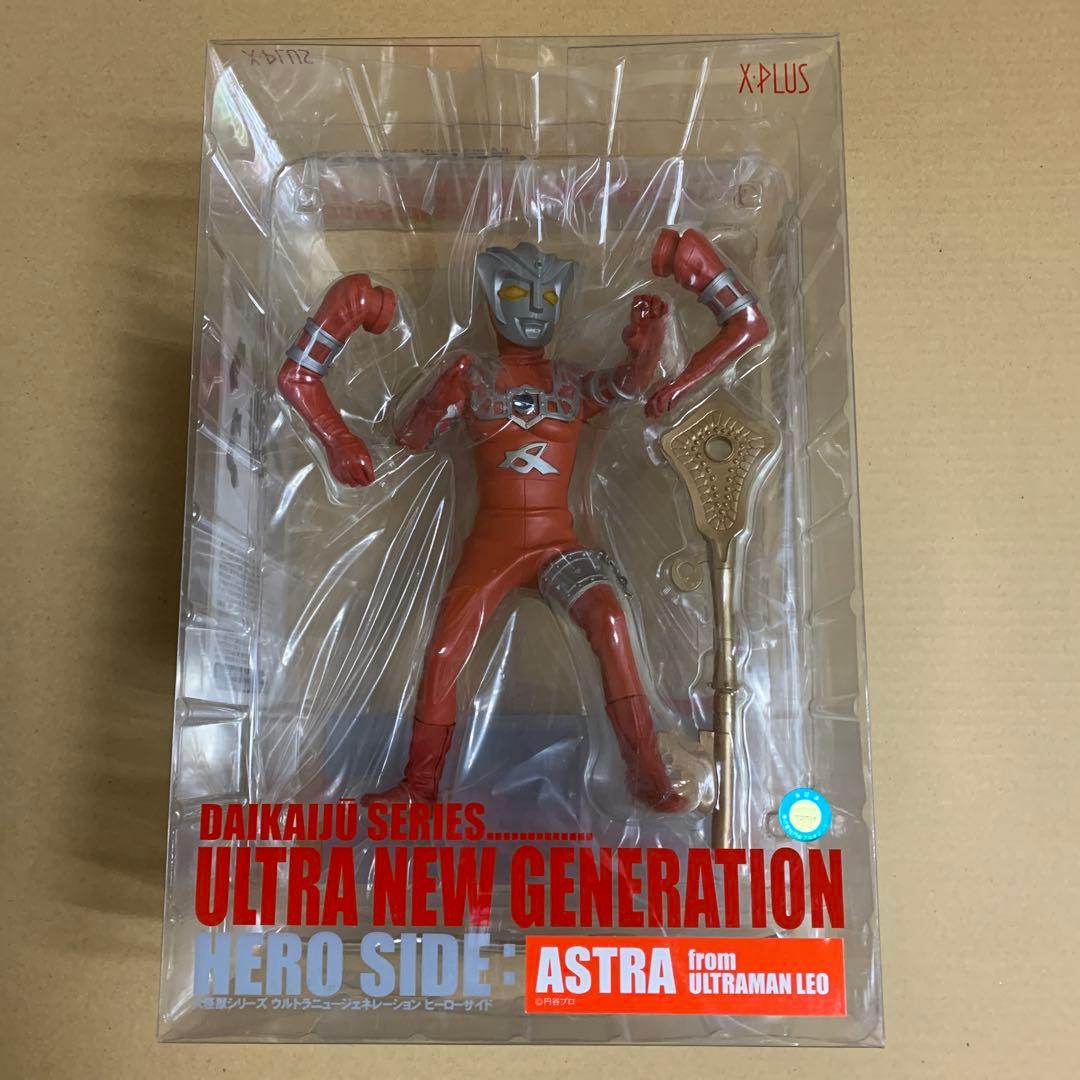 X-PLUS
X-PLUS
DAIKAIJŪ SERIES.............
ULTRA NEW GENERATION
HERO SIDE:
ASTRA from ULTRAMAN LEO
©円谷プロ
大怪獣シリーズ ウルトラニュージェネレーション ヒーローサイド